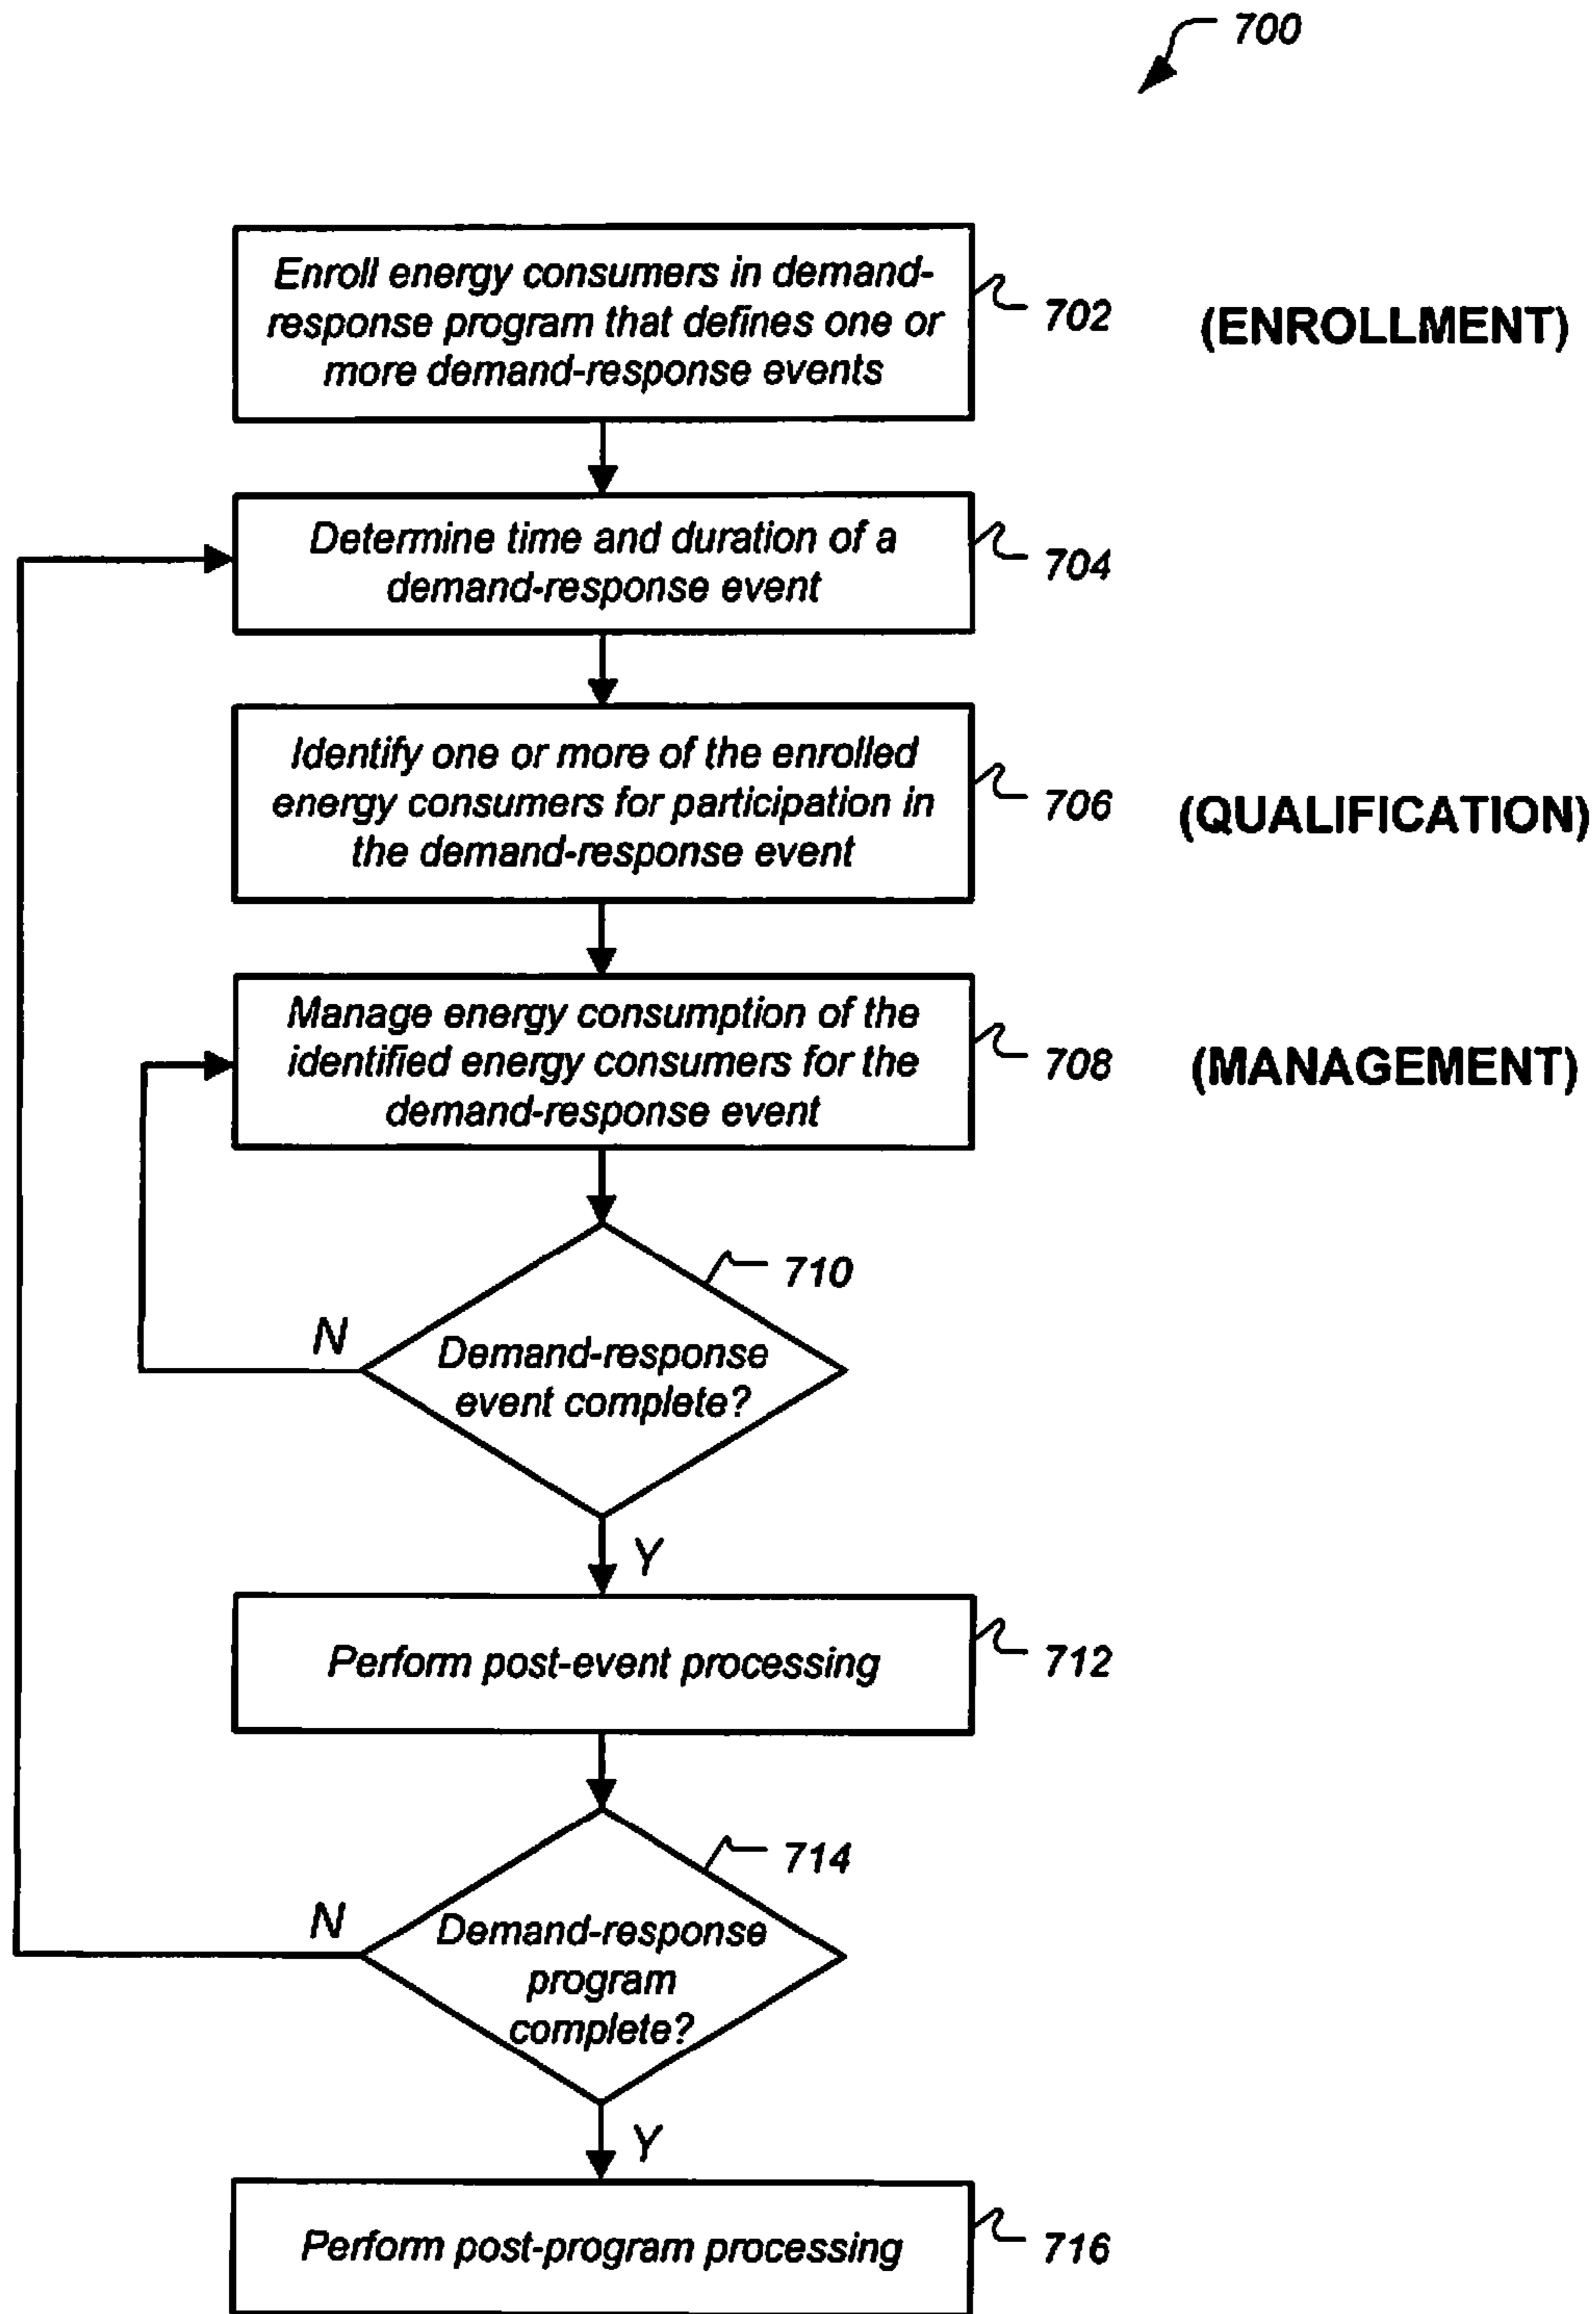 700
Enroll energy consumers in demand-
response program that defines one or
more demand-response events
702
(ENROLLMENT)
Determine time and duration of a
demand-response event
704
Identify one or more of the enrolled
energy consumers for participation in
the demand-response event
706
(QUALIFICATION)
Manage energy consumption of the
identified energy consumers for the
demand-response event
708
(MANAGEMENT)
710
N
Demand-response
event complete?
Y
Perform post-event processing
712
714
N
Demand-response
program
complete?
Y
Perform post-program processing
716